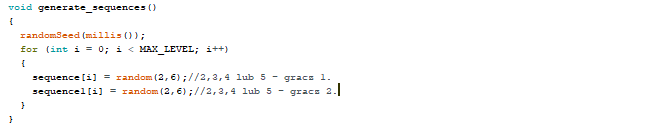 void generate_sequences()
{
randomSeed(millis());
for (int i = 0; i < MAX_LEVEL; i++)
{
sequence[i] = random(2,6);//2,3,4 lub 5 - gracz 1.
sequence1[i] = random(2,6);//2,3,4 lub 5 - gracz 2.
}
}